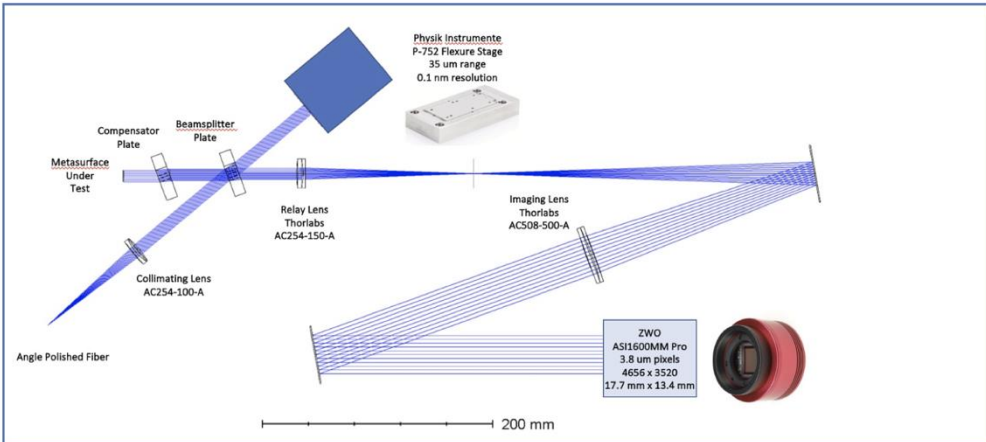 Physik Instrumente
P-752 Flexure Stage
35 um range
0.1 nm resolution
Compensator
Plate
Beamsplitter
Plate
Metasurface
Under
Test
Relay Lens
Thorlabs
AC254-150-A
Imaging Lens
Thorlabs
AC508-500-A
Collimating Lens
AC254-100-A
Angle Polished Fiber
ZWO
ASI1600MM Pro
3.8 um pixels
4656 x 3520
17.7 mm x 13.4 mm
200 mm